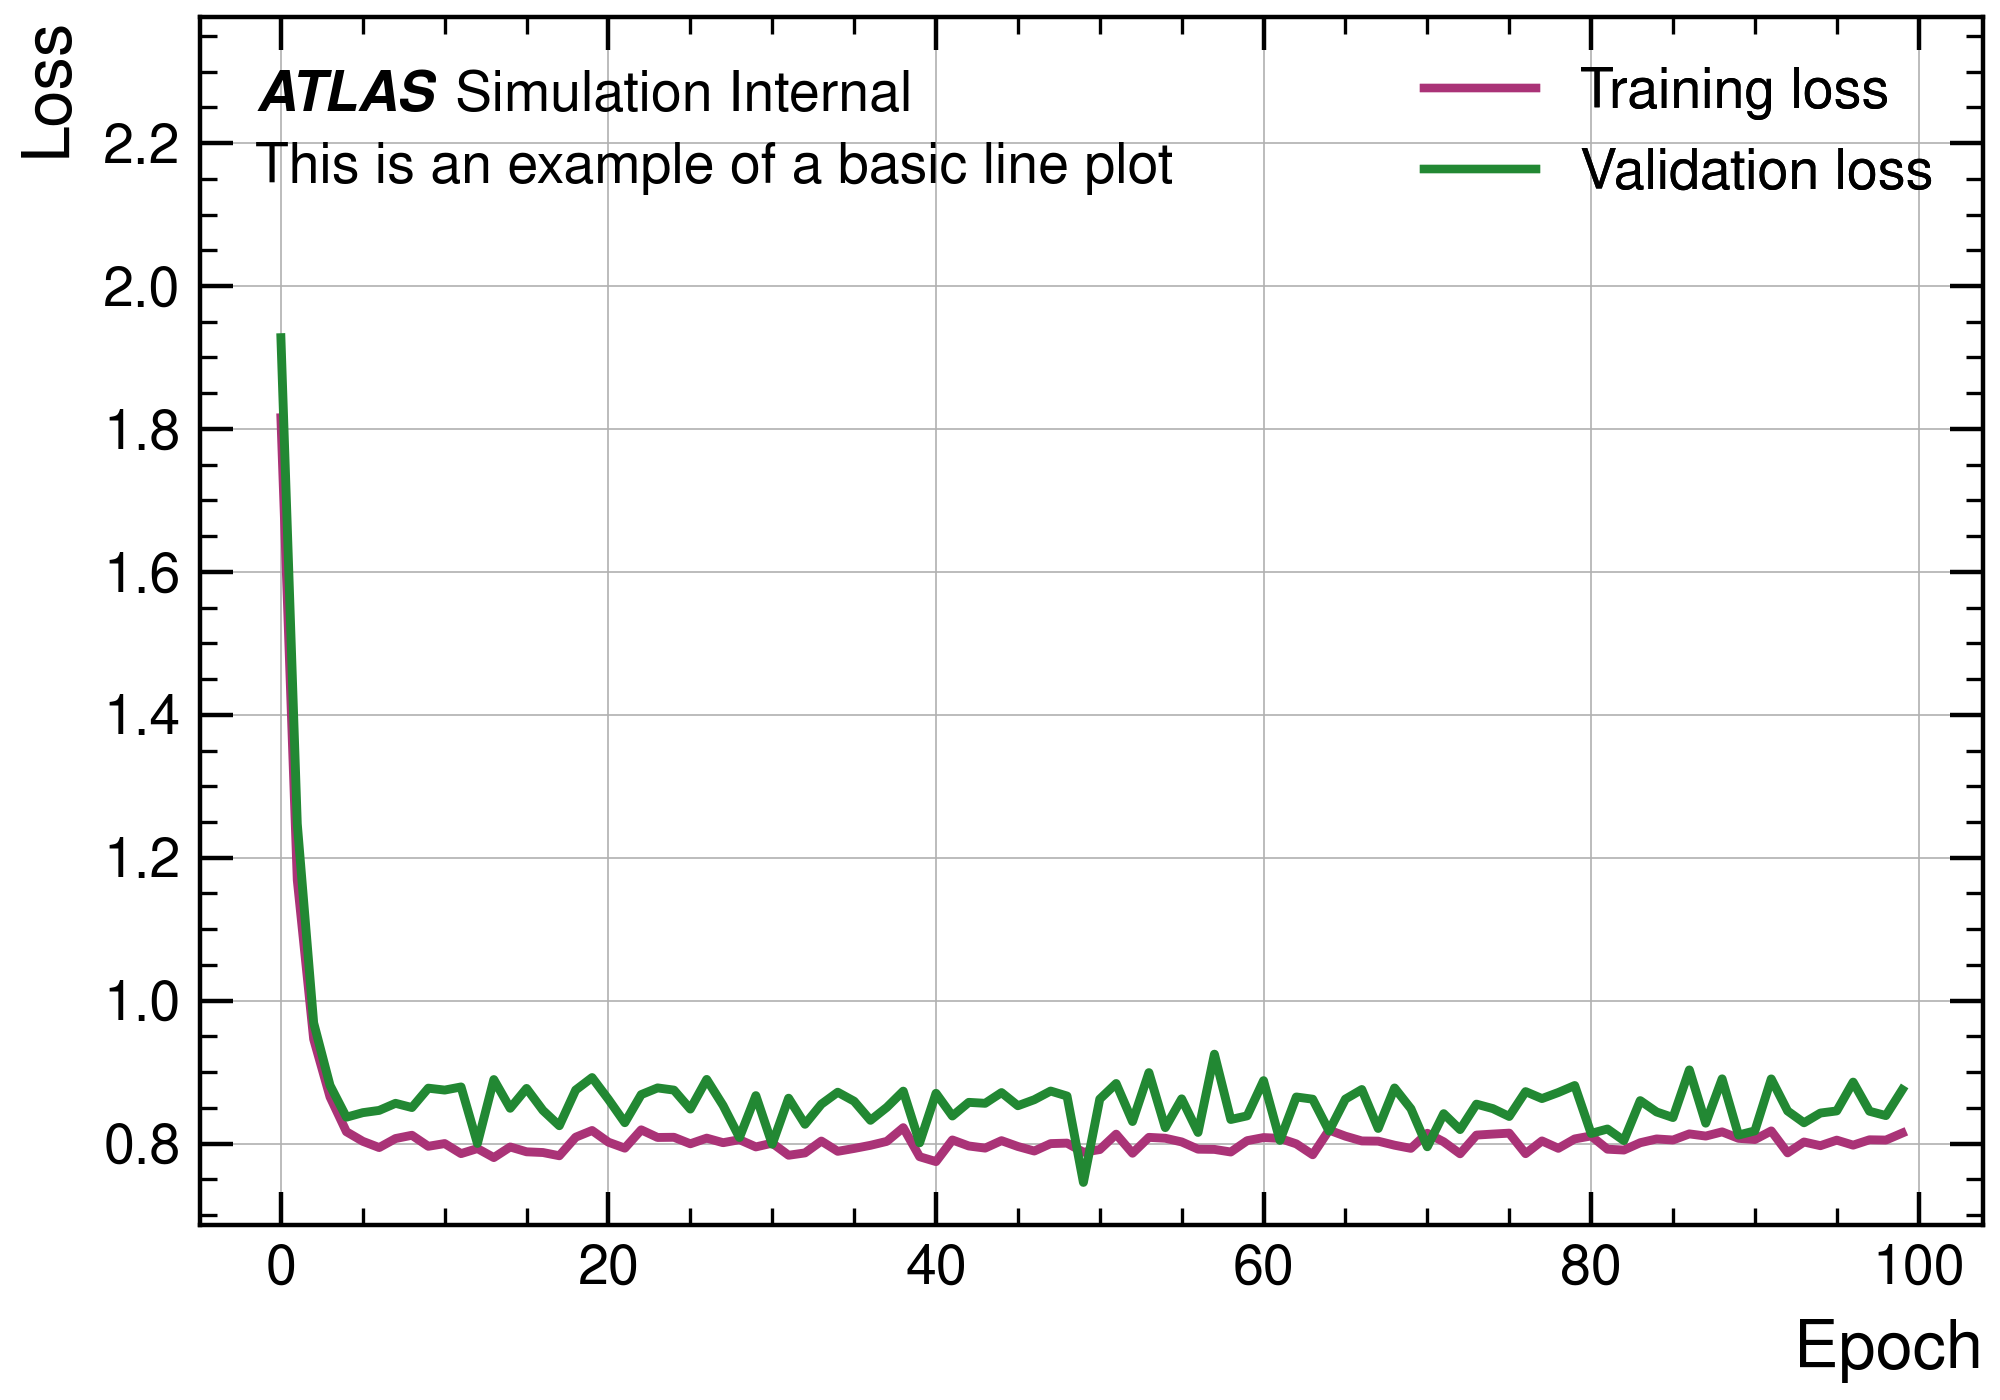 Loss
ATLAS Simulation Internal
This is an example of a basic line plot
Training loss
Validation loss
2.2
2.0
1.8
1.6
1.4
1.2
1.0
0.8
0 20 40 60 80 100
Epoch